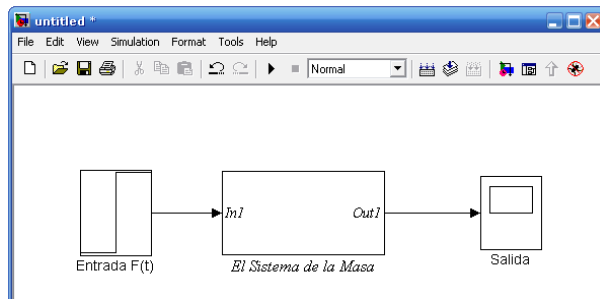 untitled *
File Edit View Simulation Format Tools Help
Normal
In1 Out1
Entrada F(t) El Sistema de la Masa Salida